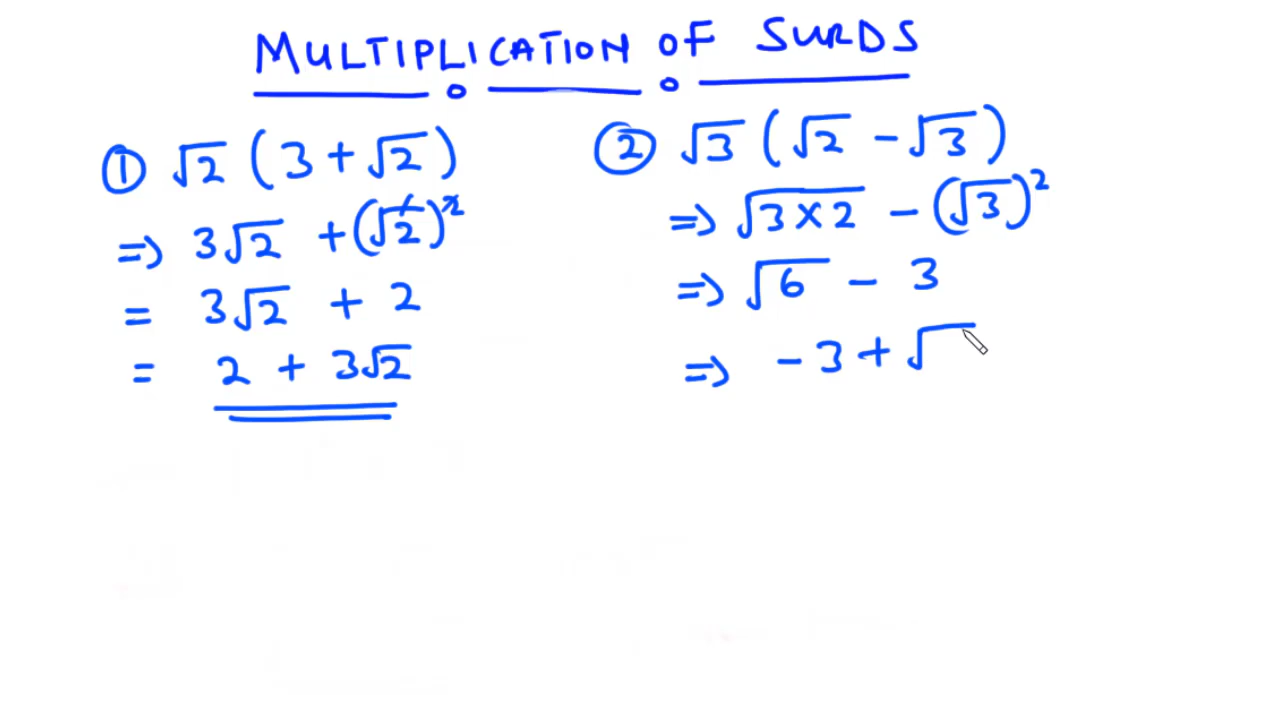 MULTIPLICATION OF SURDS
① √2 (3 + √2)
=> 3√2 + (√2)²
= 3√2 + 2
= 2 + 3√2
② √3 (√2 - √3)
=> √3×2 - (√3)²
=> √6 - 3
=> -3 + √